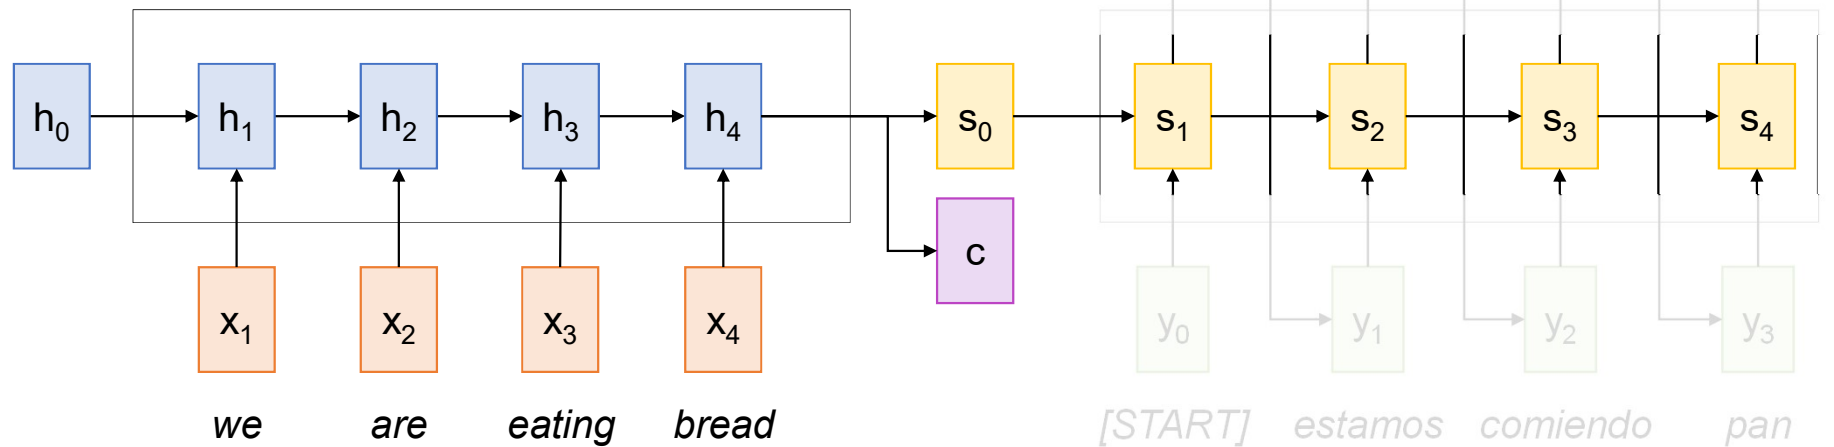 h0 h1 h2 h3 h4 s0 s1 s2 s3 s4
c
x1 x2 x3 x4 y0 y1 y2 y3
we are eating bread [START] estamos comiendo pan